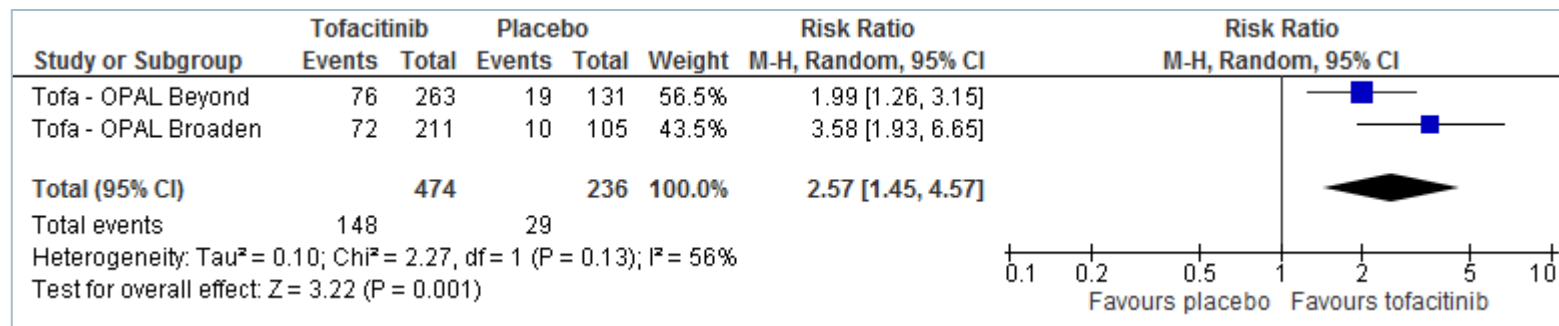 Tofacitinib Placebo Risk Ratio Risk Ratio
Study or Subgroup Events Total Events Total Weight M-H, Random, 95% CI M-H, Random, 95% CI
Tofa - OPAL Beyond 76 263 19 131 56.5% 1.99 [1.26, 3.15]
Tofa - OPAL Broaden 72 211 10 105 43.5% 3.58 [1.93, 6.65]
Total (95% CI) 474 236 100.0% 2.57 [1.45, 4.57]
Total events 148 29
Heterogeneity: Tau² = 0.10; Chi² = 2.27, df = 1 (P = 0.13); I² = 56%
Test for overall effect: Z = 3.22 (P = 0.001)
0.1 0.2 0.5 1 2 5 10
Favours placebo Favours tofacitinib